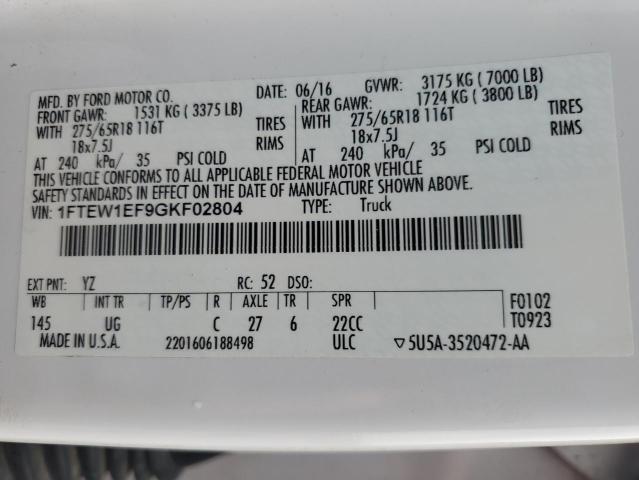 MFD. BY FORD MOTOR CO. DATE: 06/16 GVWR: 3175 KG ( 7000 LB)
FRONT GAWR: 1531 KG ( 3375 LB) REAR GAWR: 1724 KG ( 3800 LB)
WITH 275/65R18 116T TIRES WITH 275/65R18 116T TIRES
18x7.5J RIMS 18x7.5J RIMS
AT 240 kPa/ 35 PSI COLD AT 240 kPa/ 35 PSI COLD
THIS VEHICLE CONFORMS TO ALL APPLICABLE FEDERAL MOTOR VEHICLE
SAFETY STANDARDS IN EFFECT ON THE DATE OF MANUFACTURE SHOWN ABOVE.
VIN: 1FTEW1EF9GKF02804 TYPE: Truck
EXT PNT: YZ RC: 52 DSO:
WB INT TR TP/PS R AXLE TR SPR F0102
145 UG C 27 6 22CC T0923
MADE IN U.S.A. 2201606188498 ULC ▽5U5A-3520472-AA